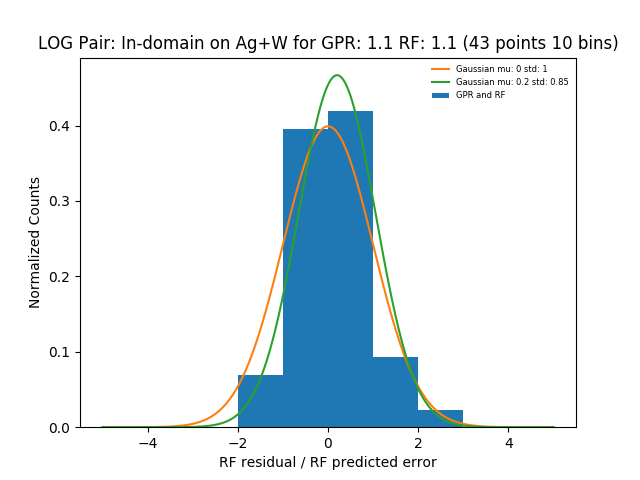 LOG Pair: In-domain on Ag+W for GPR: 1.1 RF: 1.1 (43 points 10 bins)
Gaussian mu: 0 std: 1
Gaussian mu: 0.2 std: 0.85
GPR and RF
Normalized Counts
0.4
0.3
0.2
0.1
0.0
−4 −2 0 2 4
RF residual / RF predicted error